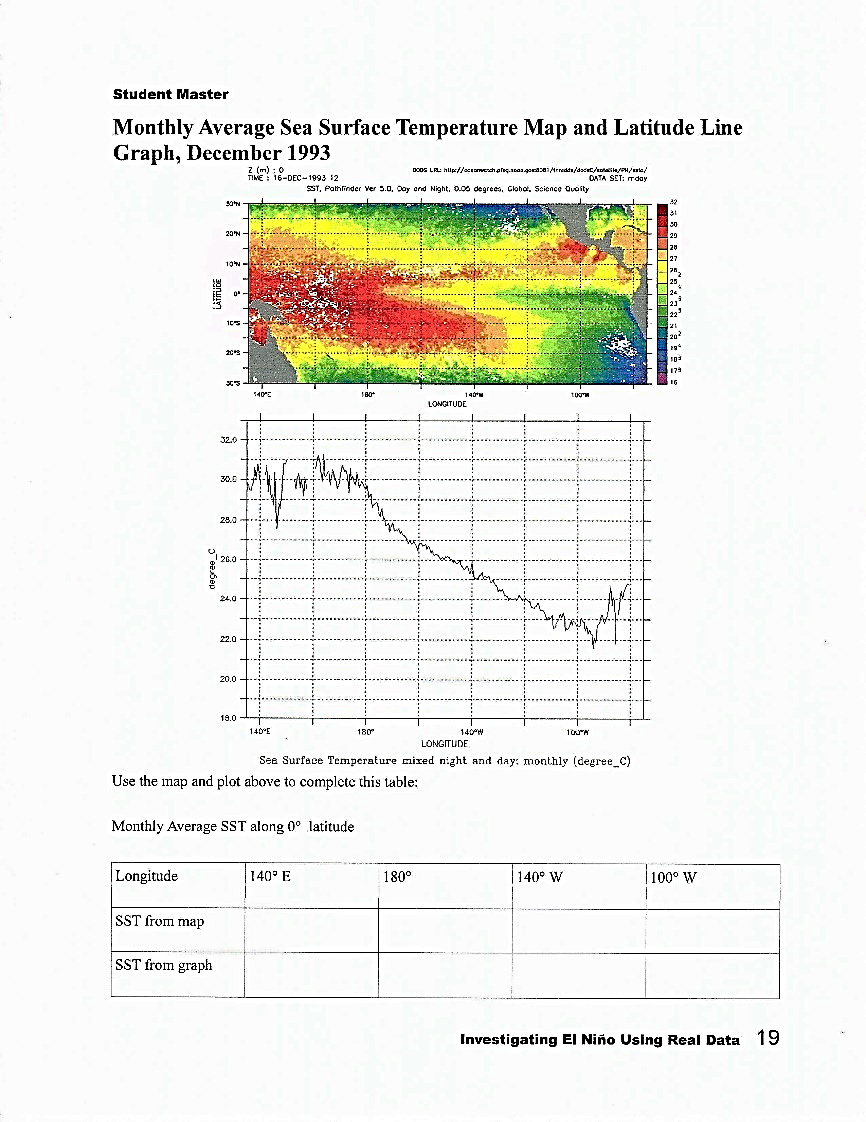 Student Master
Monthly Average Sea Surface Temperature Map and Latitude Line
Graph, December 1993
Z (m) : 0
TIME : 16-DEC-1993 12
DATA SET: mday
SST, Pathfinder Ver 5.0, Day and Night, 0.05 degrees, Global, Science Quality
30°N
20°N
10°N
0°
10°S
20°S
30°S
LATITUDE
32
31
30
29
28
27
26
25
24
23
22
21
20
19
18
17
16
140°E 180° 140°W 100°W
LONGITUDE
32.0
30.0
28.0
26.0
24.0
22.0
20.0
18.0
degree_C
140°E 180° 140°W 100°W
LONGITUDE
Sea Surface Temperature mixed night and day: monthly (degree_C)
Use the map and plot above to complete this table:
Monthly Average SST along 0° latitude
Longitude 140° E 180° 140° W 100° W
SST from map
SST from graph
Investigating El Niño Using Real Data 19